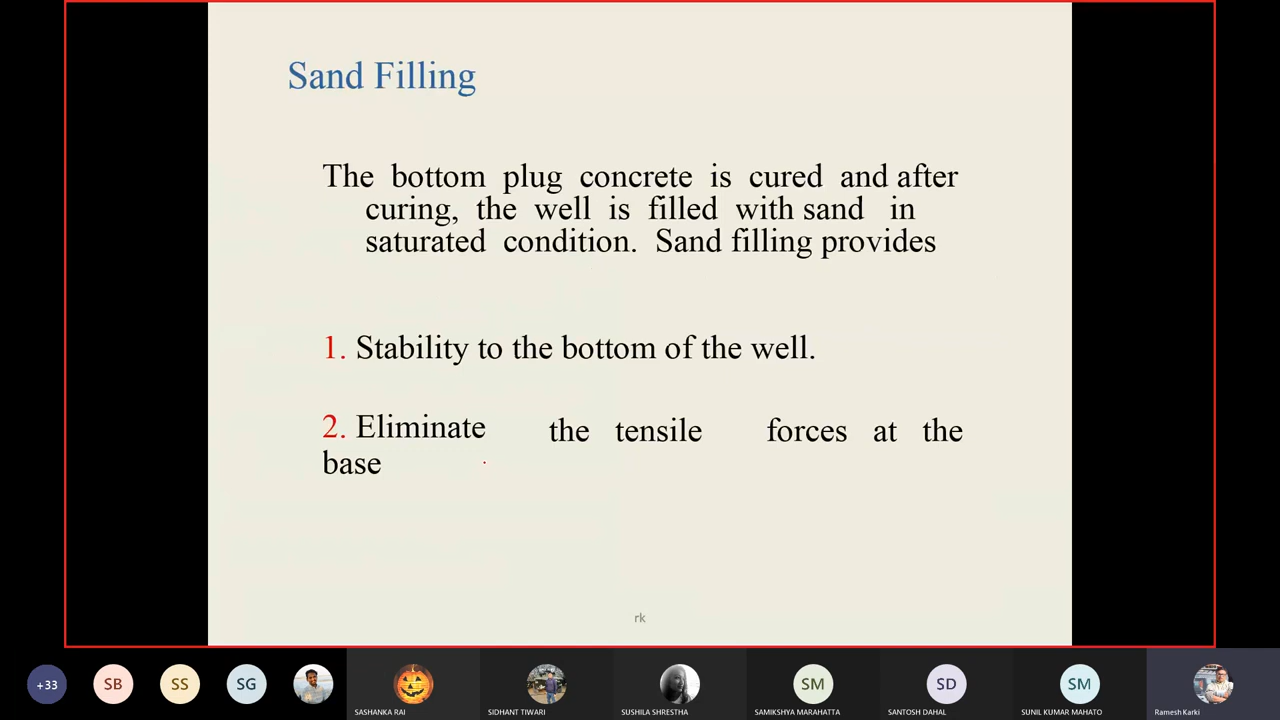 Sand Filling
The bottom plug concrete is cured and after
curing, the well is filled with sand in
saturated condition. Sand filling provides
1. Stability to the bottom of the well.
2. Eliminate the tensile forces at the
base
rk
+33 SB SS SG SM SD SM
SASHANKA RAI SIDHANT TIWARI SUSHILA SHRESTHA SAMIKSHYA MARAHATTA SANTOSH DAHAL SUNIL KUMAR MAHATO Ramesh Karki